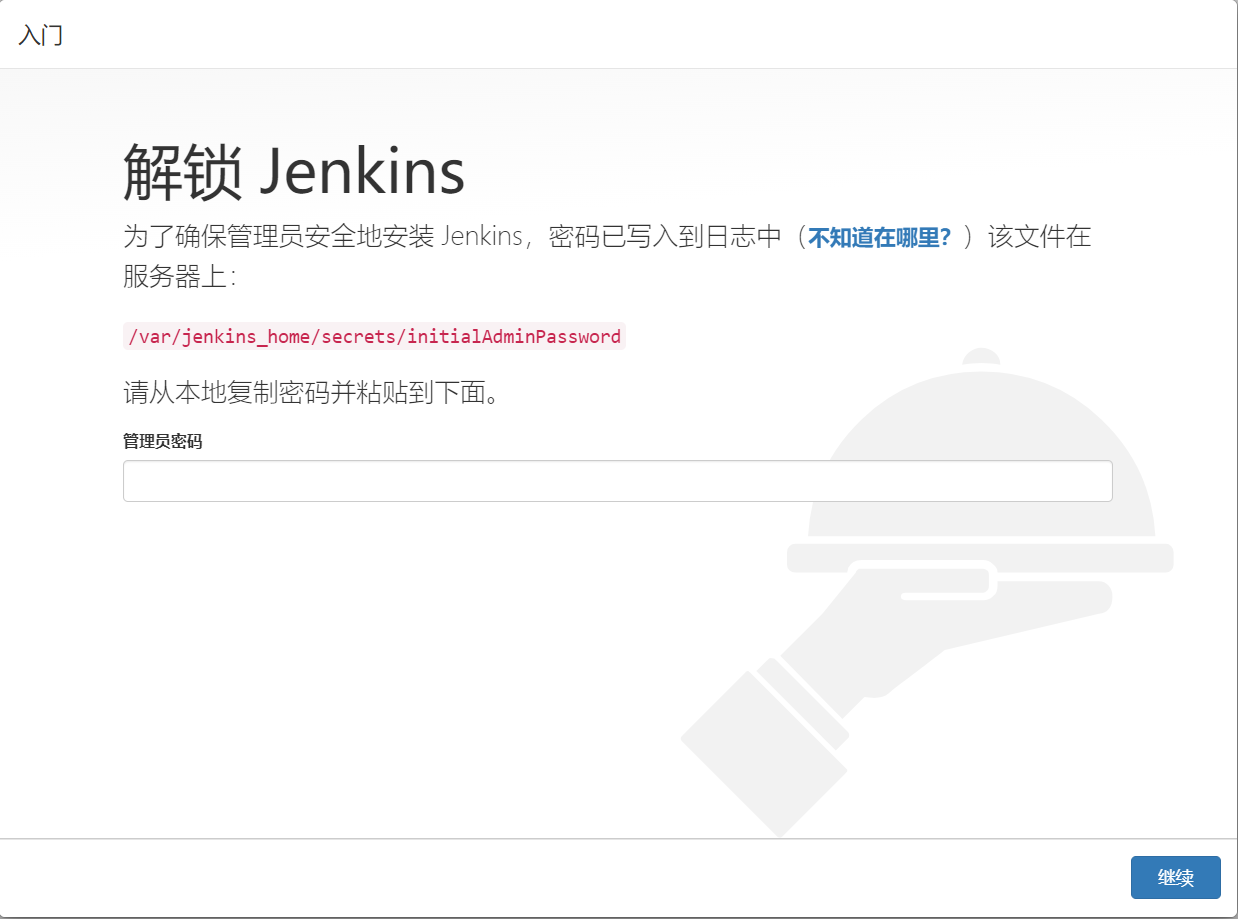 入门
解锁 Jenkins
为了确保管理员安全地安装 Jenkins，密码已写入到日志中（不知道在哪里？）该文件在
服务器上：
/var/jenkins_home/secrets/initialAdminPassword
请从本地复制密码并粘贴到下面。
管理员密码
继续